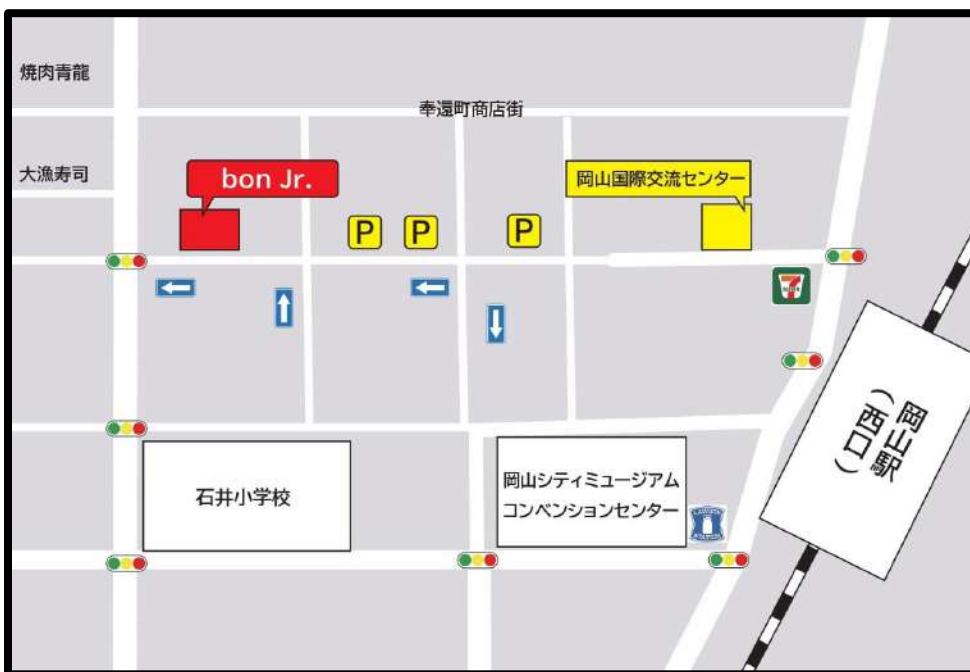 焼肉青龍
奉還町商店街
大漁寿司
bon Jr.
岡山国際交流センター
P
P
P
7
岡山駅
(西口)
石井小学校
岡山シティミュージアム
コンベンションセンター